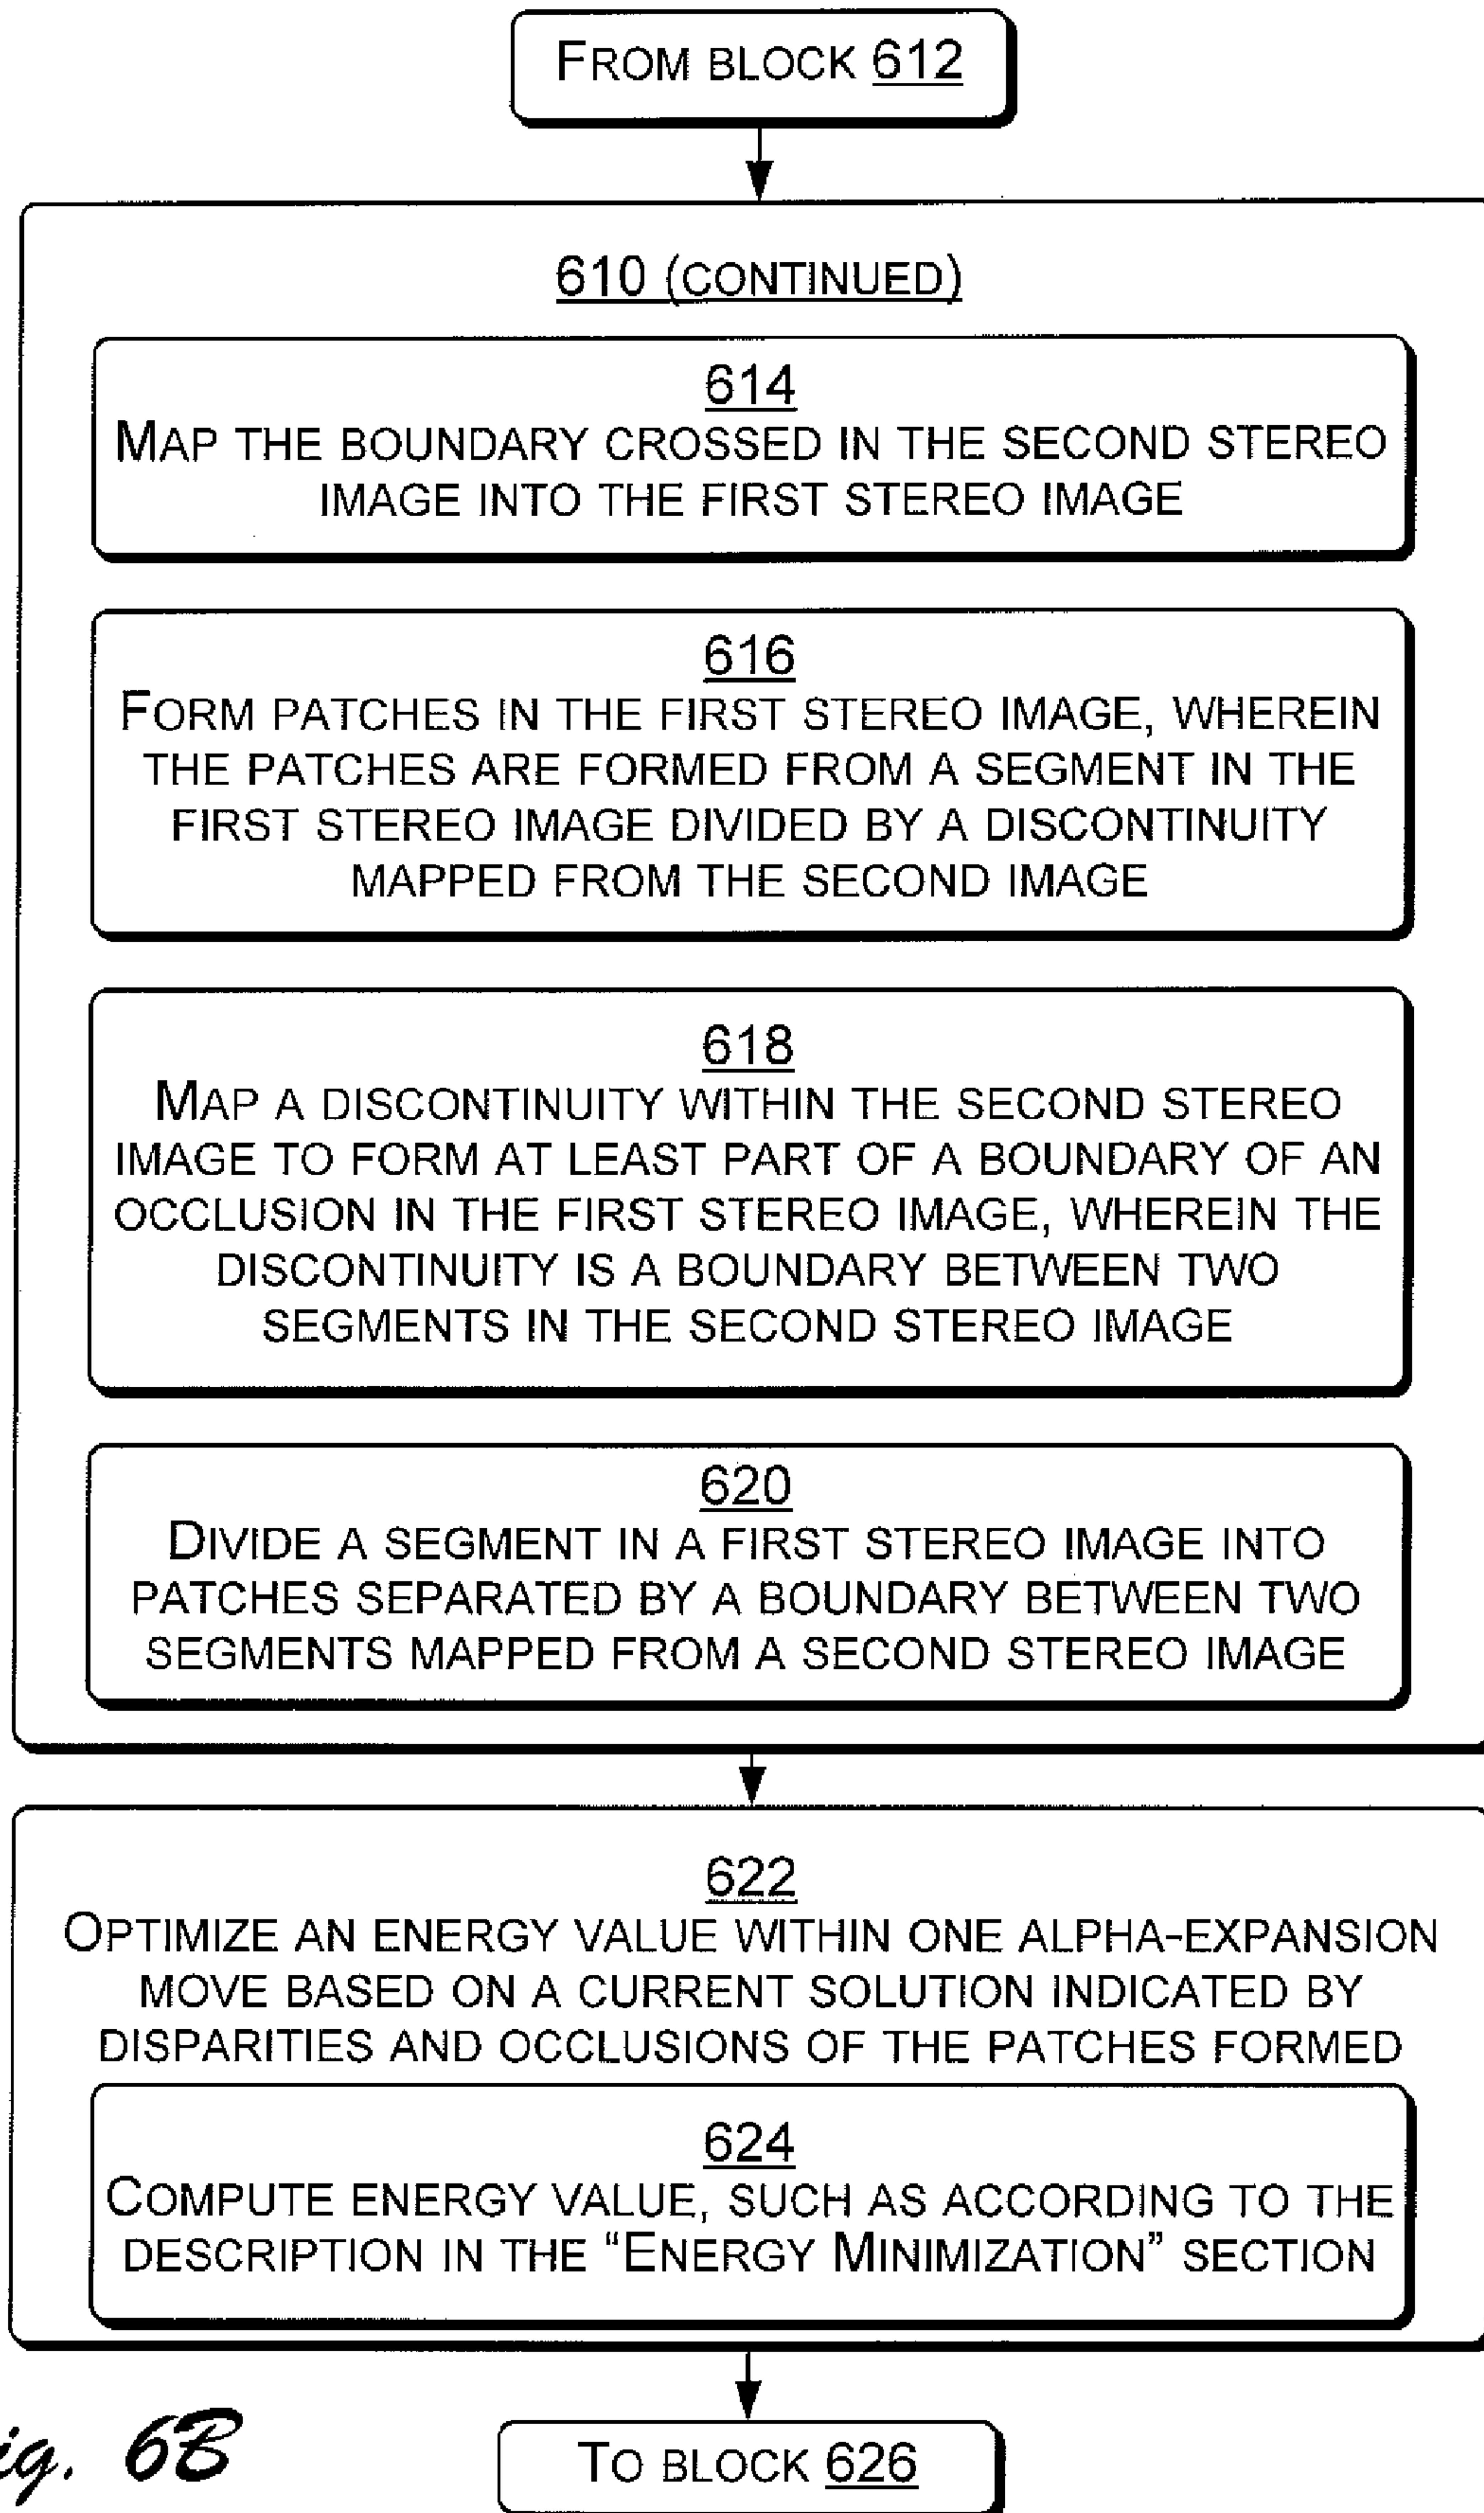 FROM BLOCK 612
610 (CONTINUED)
614
MAP THE BOUNDARY CROSSED IN THE SECOND STEREO
IMAGE INTO THE FIRST STEREO IMAGE
616
FORM PATCHES IN THE FIRST STEREO IMAGE, WHEREIN
THE PATCHES ARE FORMED FROM A SEGMENT IN THE
FIRST STEREO IMAGE DIVIDED BY A DISCONTINUITY
MAPPED FROM THE SECOND IMAGE
618
MAP A DISCONTINUITY WITHIN THE SECOND STEREO
IMAGE TO FORM AT LEAST PART OF A BOUNDARY OF AN
OCCLUSION IN THE FIRST STEREO IMAGE, WHEREIN THE
DISCONTINUITY IS A BOUNDARY BETWEEN TWO
SEGMENTS IN THE SECOND STEREO IMAGE
620
DIVIDE A SEGMENT IN A FIRST STEREO IMAGE INTO
PATCHES SEPARATED BY A BOUNDARY BETWEEN TWO
SEGMENTS MAPPED FROM A SECOND STEREO IMAGE
622
OPTIMIZE AN ENERGY VALUE WITHIN ONE ALPHA-EXPANSION
MOVE BASED ON A CURRENT SOLUTION INDICATED BY
DISPARITIES AND OCCLUSIONS OF THE PATCHES FORMED
624
COMPUTE ENERGY VALUE, SUCH AS ACCORDING TO THE
DESCRIPTION IN THE “ENERGY MINIMIZATION” SECTION
ig. 6B
TO BLOCK 626